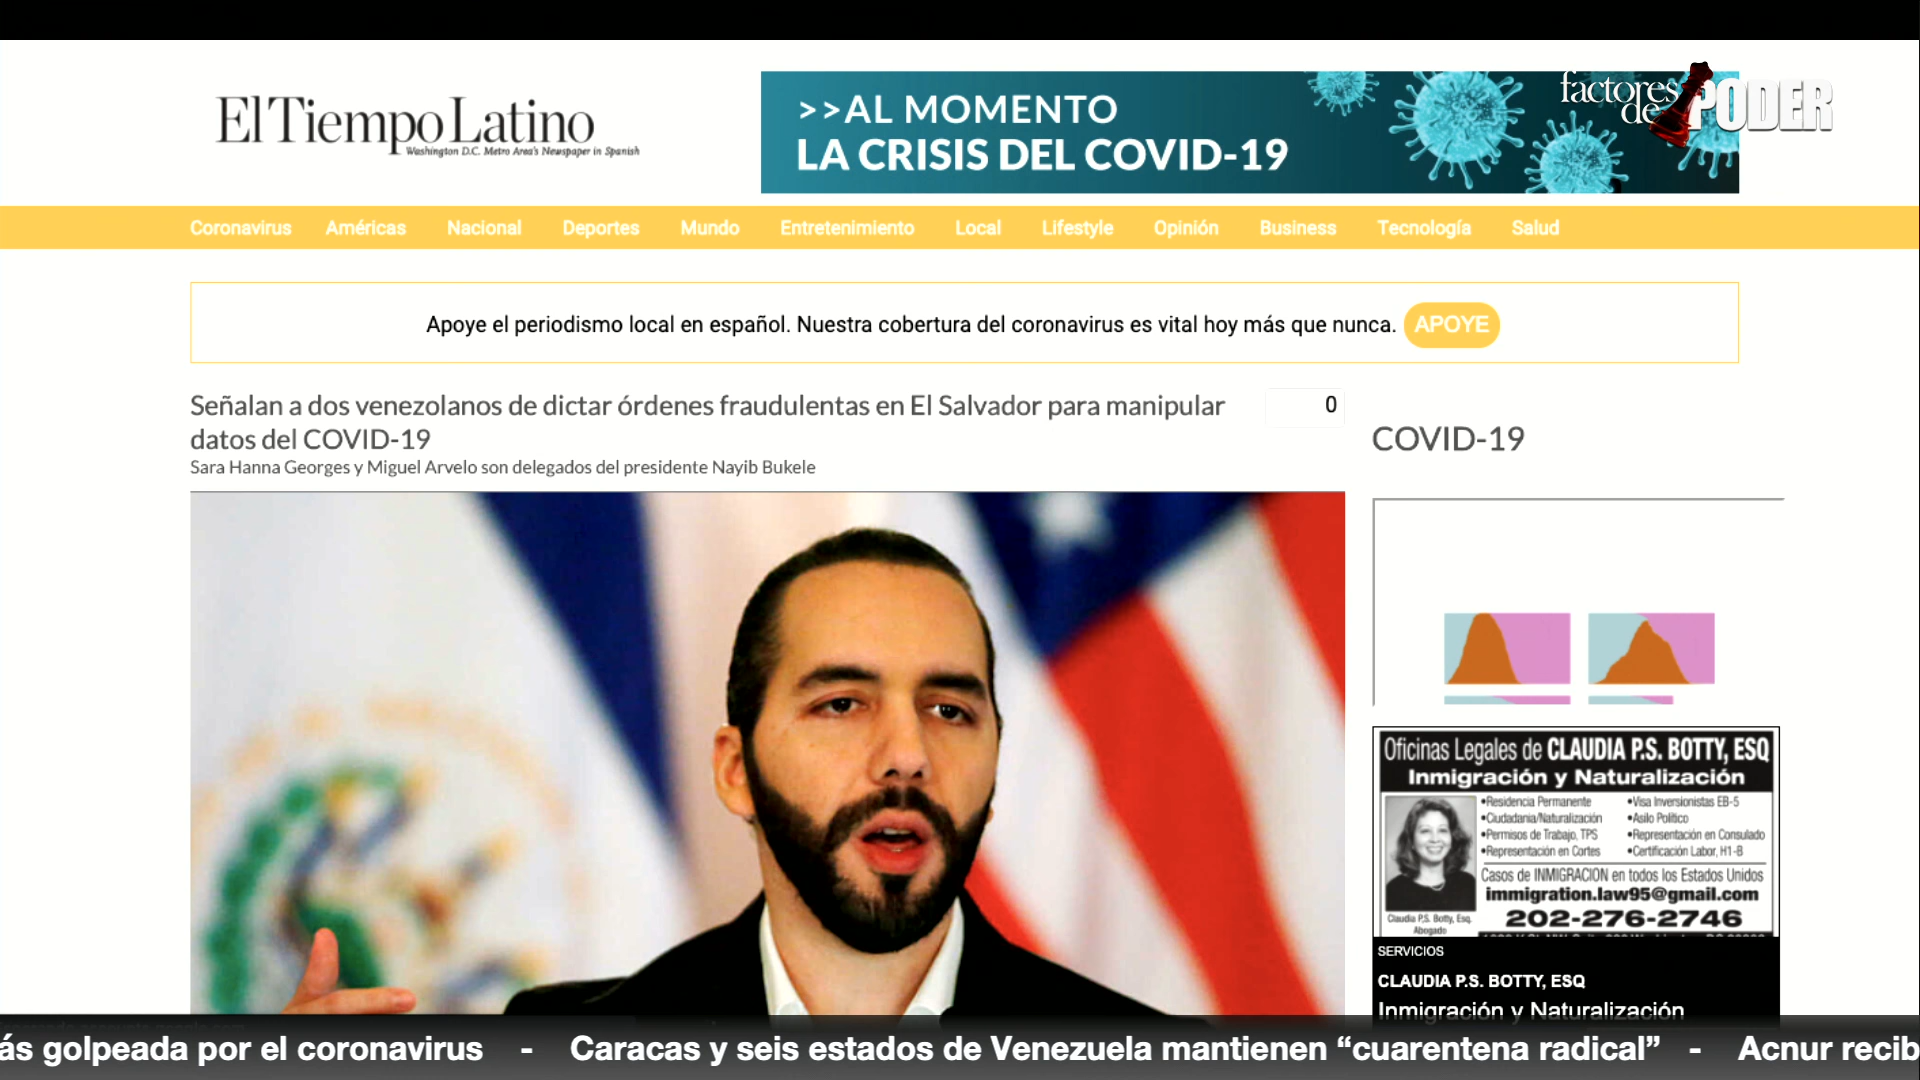 El Tiempo Latino
Washington D.C. Metro Area's Newspaper in Spanish
>>AL MOMENTO
LA CRISIS DEL COVID-19
factores
de PODER
Coronavirus Américas Nacional Deportes Mundo Entretenimiento Local Lifestyle Opinión Business Tecnología Salud
Apoye el periodismo local en español. Nuestra cobertura del coronavirus es vital hoy más que nunca. APOYE
Señalan a dos venezolanos de dictar órdenes fraudulentas en El Salvador para manipular
datos del COVID-19
0
Sara Hanna Georges y Miguel Arvelo son delegados del presidente Nayib Bukele
COVID-19
Oficinas Legales de CLAUDIA P.S. BOTTY, ESQ
Inmigración y Naturalización
•Residencia Permanente •Visa Inversionistas EB-5
•Ciudadania/Naturalización •Asilo Político
•Permisos de Trabajo, TPS •Representación en Consulado
•Representación en Cortes •Certificación Labor, H1-B
Casos de INMIGRACION en todos los Estados Unidos
immigration.law95@gmail.com
202-276-2746
Claudia P.S. Botty, Esq.
Abogado
SERVICIOS
CLAUDIA P.S. BOTTY, ESQ
Inmigración y Naturalización
ás golpeada por el coronavirus - Caracas y seis estados de Venezuela mantienen “cuarentena radical” - Acnur recib